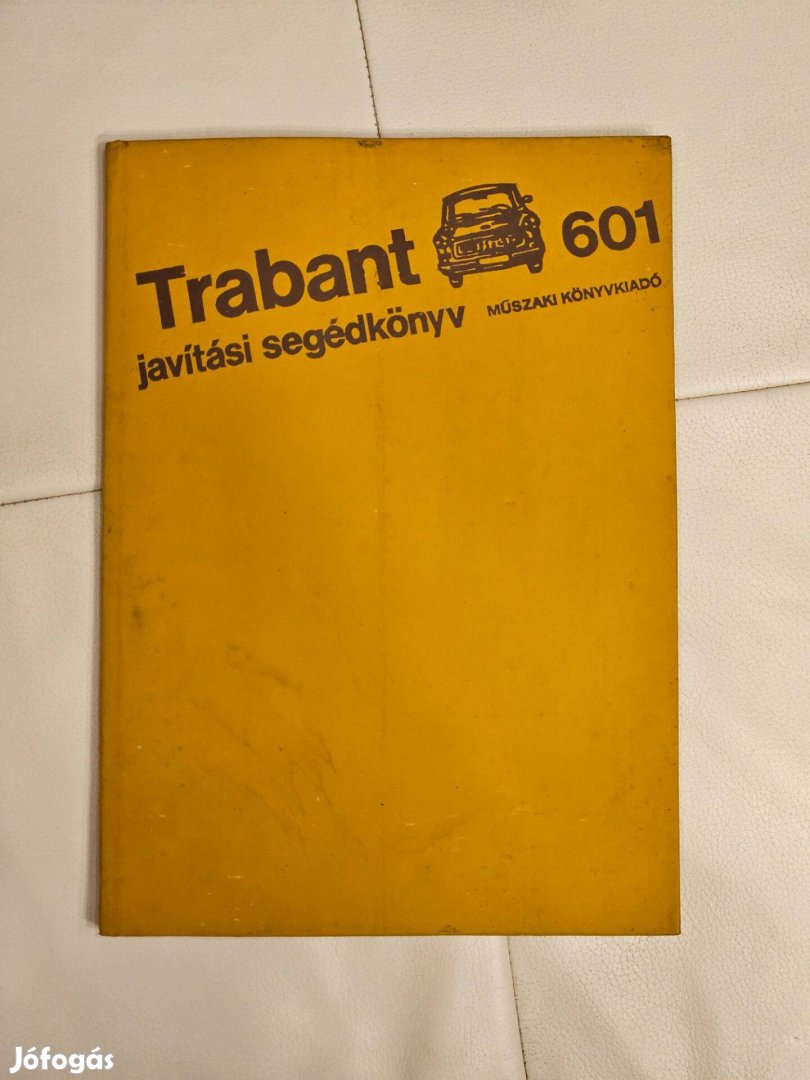 Trabant 601
javítási segédkönyv MŰSZAKI KÖNYVKIADÓ
Jófogás